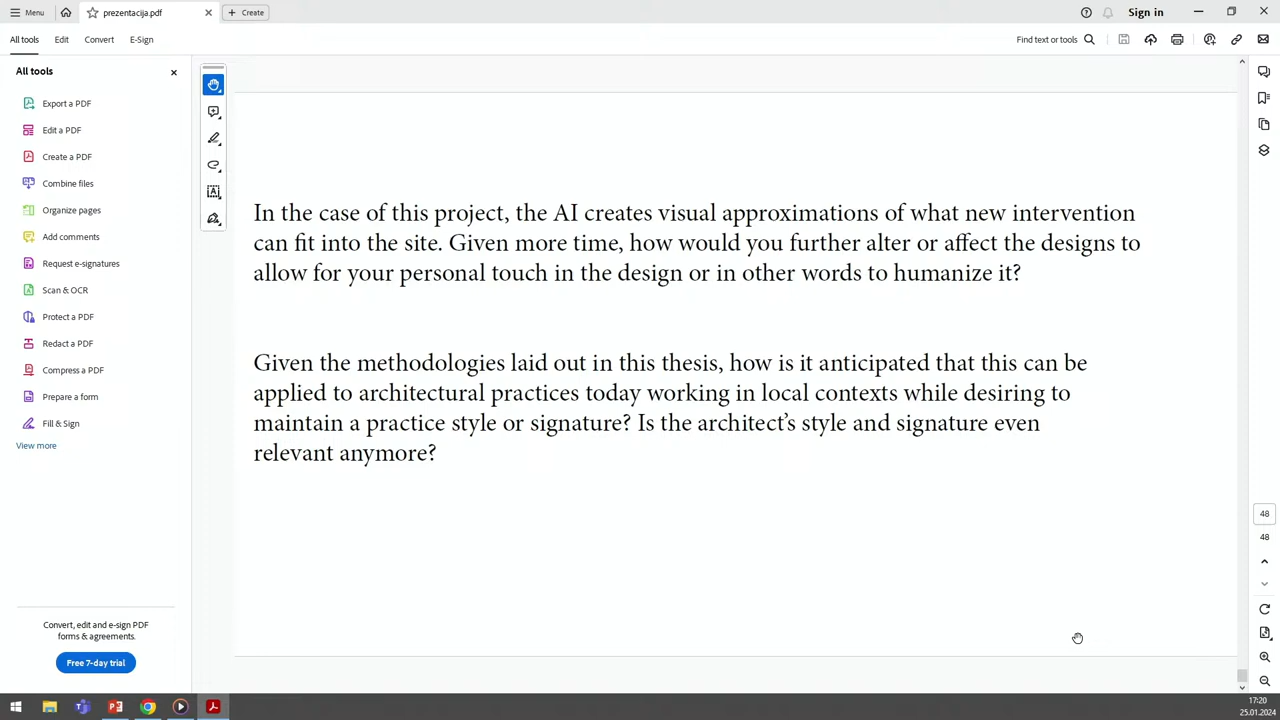 Menu
prezentacija.pdf
Create
Sign in
All tools
Edit
Convert
E-Sign
Find text or tools
All tools
Export a PDF
Edit a PDF
Create a PDF
Combine files
Organize pages
Add comments
Request e-signatures
Scan & OCR
Protect a PDF
Redact a PDF
Compress a PDF
Prepare a form
Fill & Sign
View more
Convert, edit and e-sign PDF
forms & agreements.
Free 7-day trial
In the case of this project, the AI creates visual approximations of what new intervention
can fit into the site. Given more time, how would you further alter or affect the designs to
allow for your personal touch in the design or in other words to humanize it?
Given the methodologies laid out in this thesis, how is it anticipated that this can be
applied to architectural practices today working in local contexts while desiring to
maintain a practice style or signature? Is the architect’s style and signature even
relevant anymore?
48
48
17:20
25.01.2024